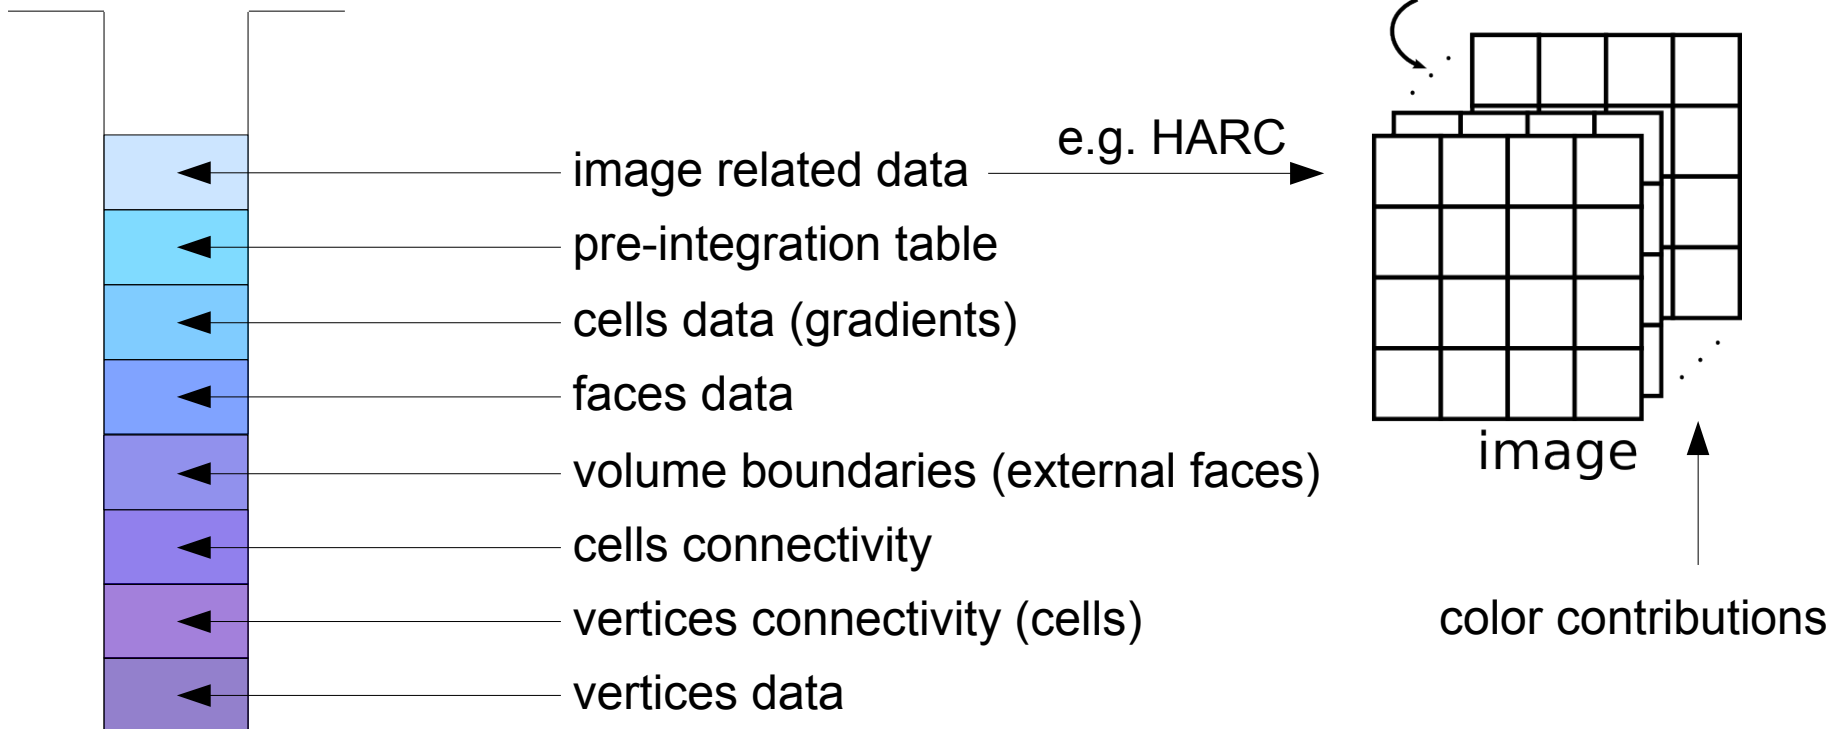 image related data
e.g. HARC
pre-integration table
cells data (gradients)
faces data
volume boundaries (external faces)
cells connectivity
vertices connectivity (cells)
vertices data
image
color contributions